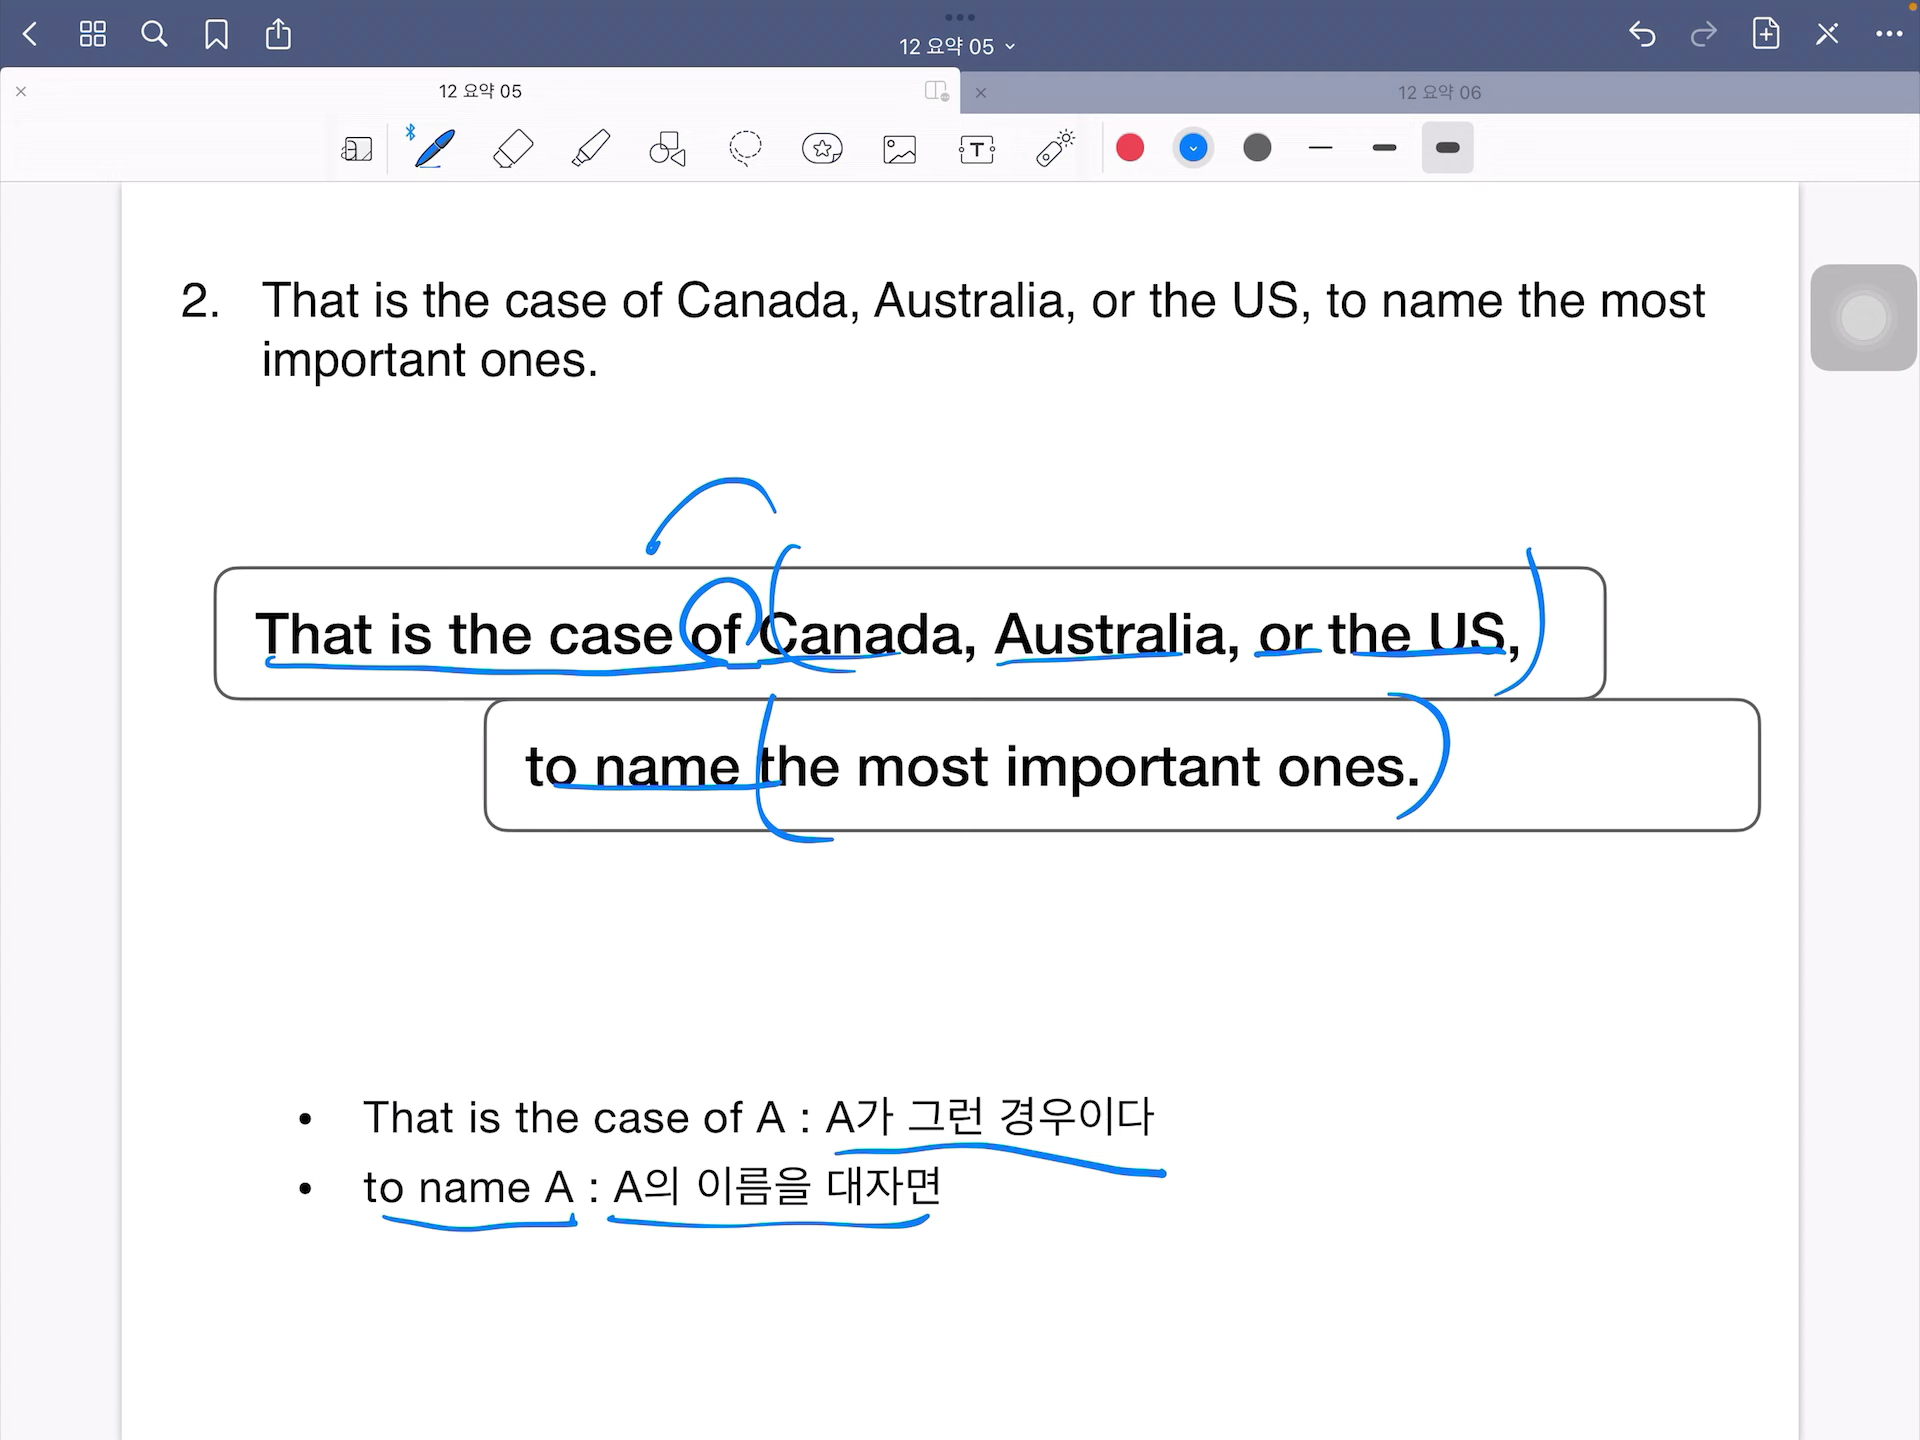 12 요약 05
12 요약 05
12 요약 06
2. That is the case of Canada, Australia, or the US, to name the most
important ones.
That is the case of Canada, Australia, or the US,
to name the most important ones.
• That is the case of A : A가 그런 경우이다
• to name A : A의 이름을 대자면